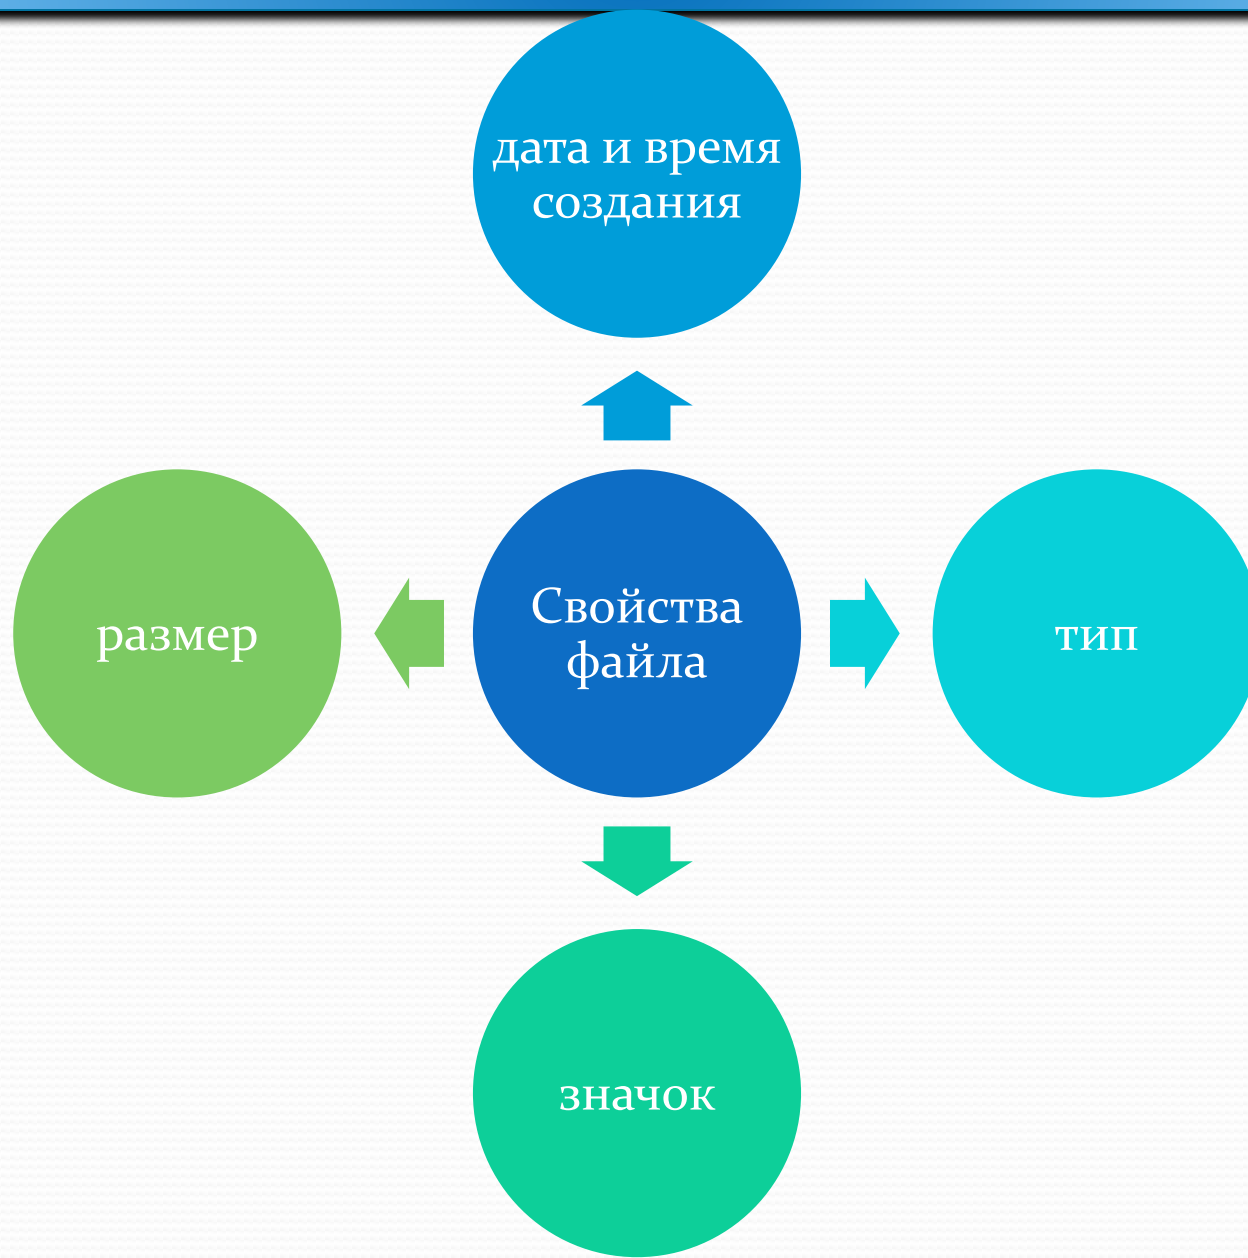 дата и время
создания
размер
Свойства
файла
тип
значок